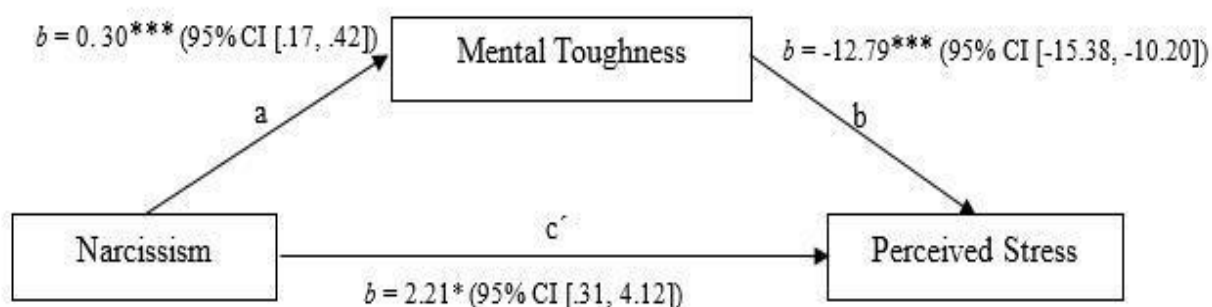 b = 0. 30*** (95% CI [.17, .42])
Mental Toughness
b = -12.79*** (95% CI [-15.38, -10.20])
a
b
Narcissism
c´
Perceived Stress
b = 2.21* (95% CI [.31, 4.12])